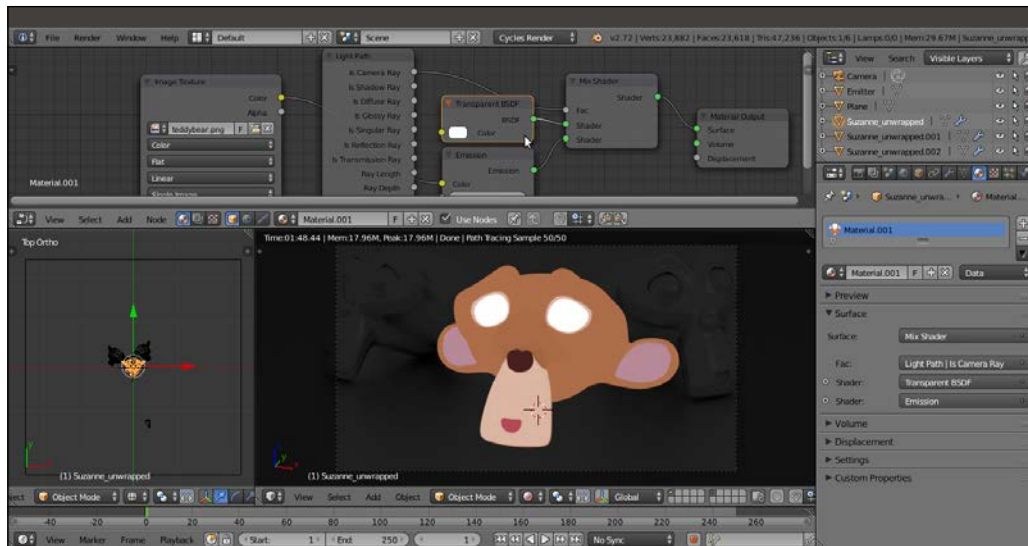 File Render Window Help Default Scene Cycles Render v2.72 | Verts:23,882 | Faces:23,618 | Tris:47,236 | Objects:1/6 | Lamps:0/0 | Mem:29.67M | Suzanne_unwrapp
Light Path
Is Camera Ray
Is Shadow Ray
Is Diffuse Ray
Is Glossy Ray
Is Singular Ray
Is Reflection Ray
Is Transmission Ray
Ray Length
Ray Depth
Image Texture
Color
Alpha
teddybear.png F
Color
Flat
Linear
Single Image
Transparent BSDF
BSDF
Color
Emission
Emission
Color
Mix Shader
Shader
Fac
Shader
Shader
Material Output
Surface
Volume
Displacement
Material.001
View Search Visible Layers
Camera
Emitter
Plane
Suzanne_unwrapped
Suzanne_unwrapped.001
Suzanne_unwrapped.002
Suzanne_unwra... Material....
Material.001
Material.001 F Data
Preview
Surface
Surface: Mix Shader
Fac: Light Path | Is Camera Ray
Shader: Transparent BSDF
Shader: Emission
Volume
Displacement
Settings
Custom Properties
View Select Add Node Material.001 F Use Nodes
Top Ortho
(1) Suzanne_unwrapped
Time:01:48.44 | Mem:17.96M, Peak:17.96M | Done | Path Tracing Sample 50/50
(1) Suzanne_unwrapped
ect Object Mode View Select Add Object Object Mode Global
-40 -20 0 20 40 60 80 100 120 140 160 180 200 220 240 260
View Marker Frame Playback Start: 1 End: 250 1 No Sync